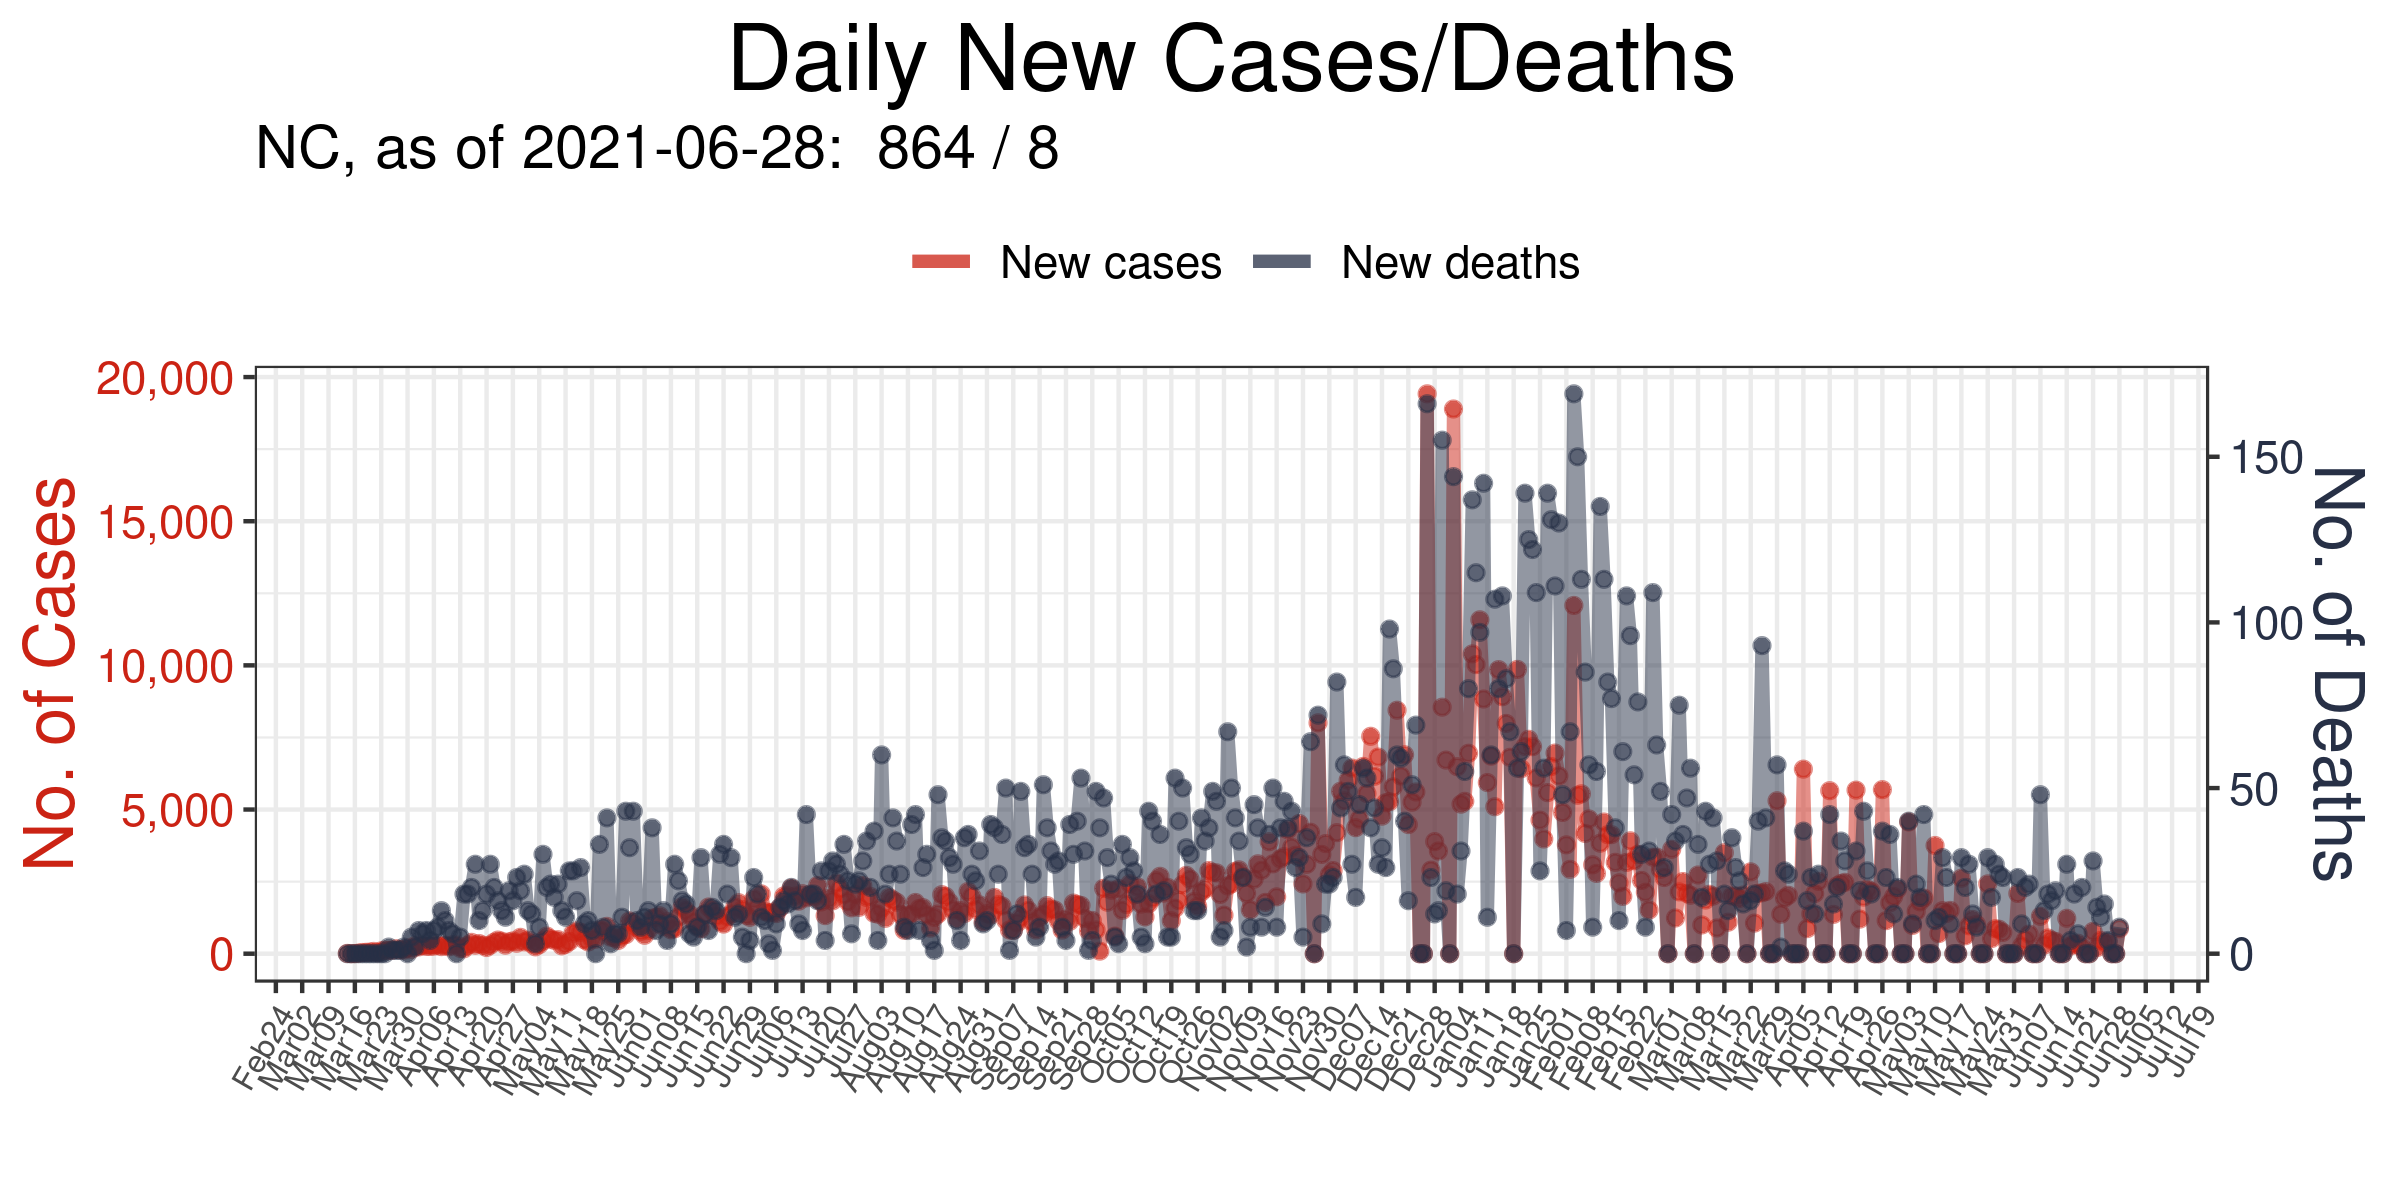 Daily New Cases/Deaths
NC, as of 2021-06-28: 864 / 8
New cases
New deaths
No. of Cases
20,000
15,000
10,000
5,000
0
150
100
50
0
No. of Deaths
Feb24
Mar02
Mar09
Mar16
Mar23
Mar30
Apr06
Apr13
Apr20
Apr27
May04
May11
May18
May25
Jun01
Jun08
Jun15
Jun22
Jun29
Jul06
Jul13
Jul20
Jul27
Aug03
Aug10
Aug17
Aug24
Aug31
Sep07
Sep14
Sep21
Sep28
Oct05
Oct12
Oct19
Oct26
Nov02
Nov09
Nov16
Nov23
Nov30
Dec07
Dec14
Dec21
Dec28
Jan04
Jan11
Jan18
Jan25
Feb01
Feb08
Feb15
Feb22
Mar01
Mar08
Mar15
Mar22
Mar29
Apr05
Apr12
Apr19
Apr26
May03
May10
May17
May24
May31
Jun07
Jun14
Jun21
Jun28
Jul05
Jul12
Jul19